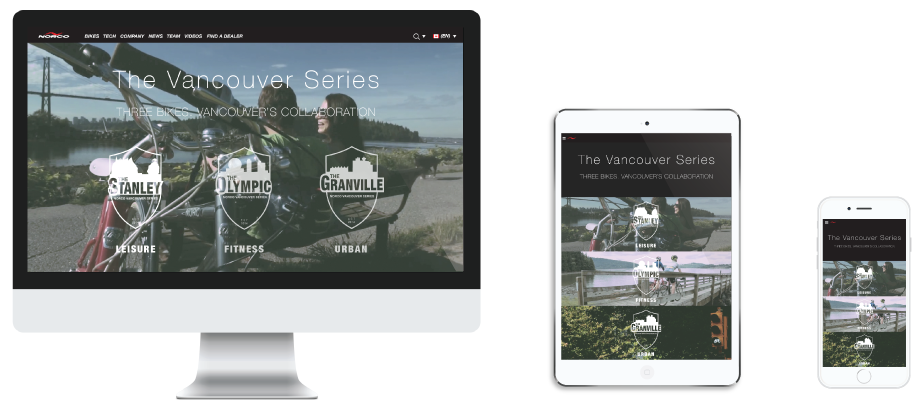 NORCO BIKES TECH COMPANY NEWS TEAM VIDEOS FIND A DEALER (EN)
The Vancouver Series
THREE BIKES. VANCOUVER'S COLLABORATION
THE
STANLEY
NORCO VANCOUVER SERIES
LEISURE
THE
OLYMPIC
NORCO VANCOUVER SERIES
FITNESS
THE
GRANVILLE
NORCO VANCOUVER SERIES
URBAN
The Vancouver Series
THREE BIKES. VANCOUVER'S COLLABORATION
STANLEY
LEISURE
OLYMPIC
FITNESS
GRANVILLE
URBAN
The Vancouver Series
THREE BIKES. VANCOUVER'S COLLABORATION
STANLEY
LEISURE
OLYMPIC
FITNESS
GRANVILLE
URBAN